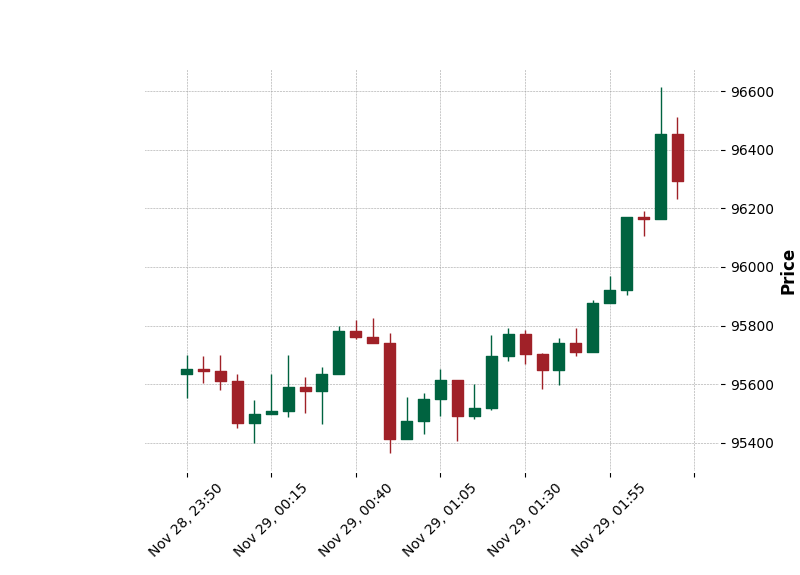 96600
96400
96200
96000
95800
95600
95400
Price
Nov 28, 23:50
Nov 29, 00:15
Nov 29, 00:40
Nov 29, 01:05
Nov 29, 01:30
Nov 29, 01:55